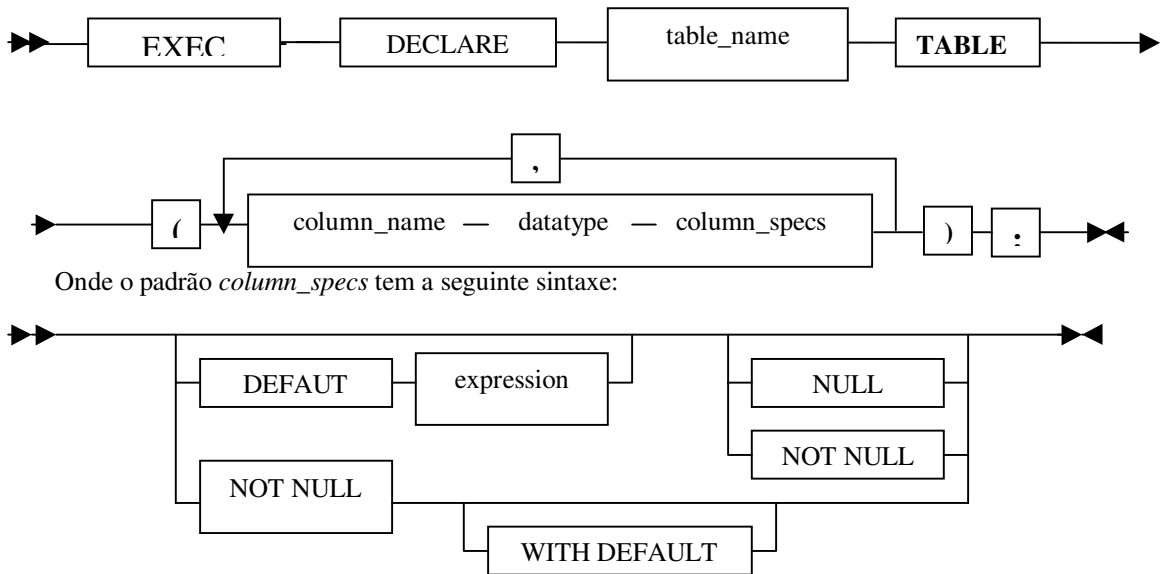 EXEC DECLARE table_name TABLE
,
( column_name — datatype — column_specs ) ;
Onde o padrão column_specs tem a seguinte sintaxe:
DEFAUT expression NULL
NOT NULL
NOT NULL
WITH DEFAULT